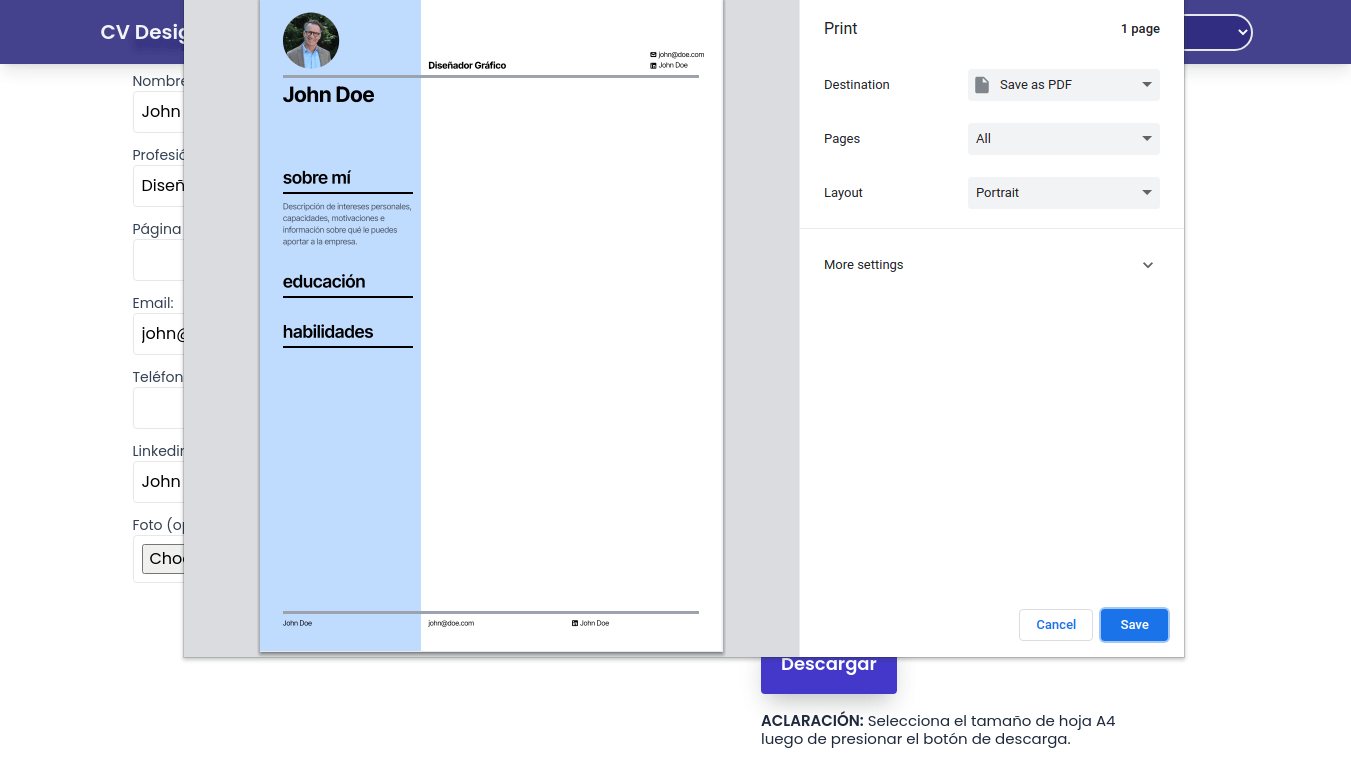 CV Desig
Nombre
John
Profesió
Diseñ
Página
Email:
john@
Teléfon
Linkedin
John
Foto (op
Choo
Diseñador Gráfico
john@doe.com
John Doe
John Doe
sobre mí
Descripción de intereses personales,
capacidades, motivaciones e
información sobre qué le puedes
aportar a la empresa.
educación
habilidades
John Doe
john@doe.com
John Doe
Print
1 page
Destination
Save as PDF
Pages
All
Layout
Portrait
More settings
Cancel
Save
Descargar
ACLARACIÓN: Selecciona el tamaño de hoja A4
luego de presionar el botón de descarga.